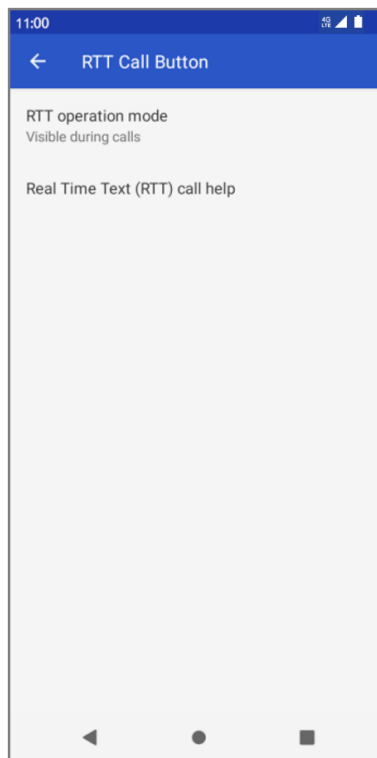 11:00
4G
LTE
RTT Call Button
RTT operation mode
Visible during calls
Real Time Text (RTT) call help